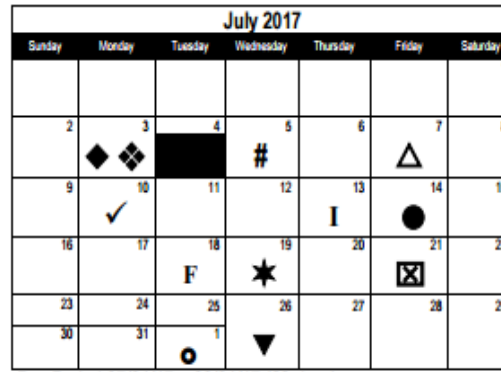 July 2017
Sunday Monday Tuesday Wednesday Thursday Friday Saturday
2 3 4 5 6 7
◆ ❖ # △
9 10 11 12 13 14
✓ I ●
16 17 18 19 20 21
F ✶ ☒
23 24 25 26 27 28
30 31 1
o ▼